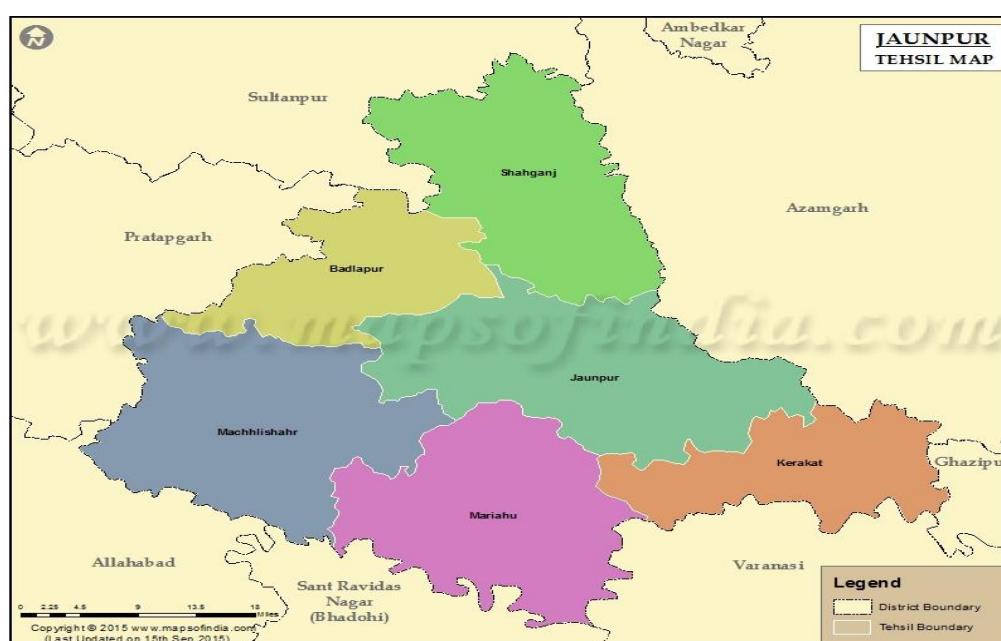 N
JAUNPUR
TEHSIL MAP
Ambedkar
Nagar
Sultanpur
Shahganj
Azamgarh
Pratapgarh
Badlapur
www.mapsofindia.com
Jaunpur
Machhlishahr
Kerakat
Ghazipu
Mariahu
Allahabad
Sant Ravidas
Nagar
(Bhadohi)
Varanasi
Legend
District Boundary
Tehsil Boundary
0 2.25 4.5 9 13.5 18
Miles
Copyright © 2015 www.mapsofindia.com
(Last Updated on 15th Sep 2015)